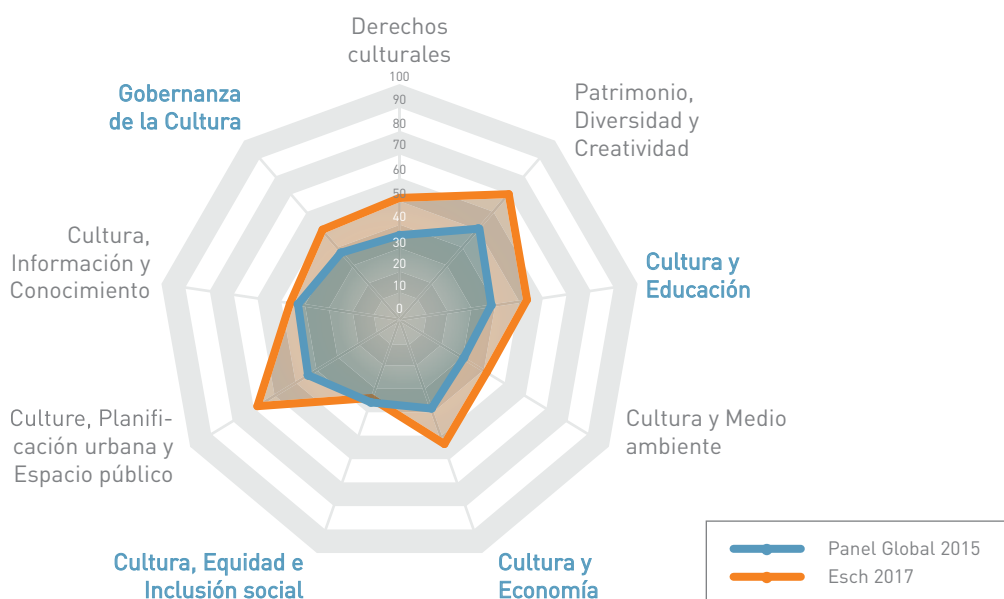 Derechos
culturales
Gobernanza
de la Cultura
Patrimonio,
Diversidad y
Creatividad
100
90
80
70
60
50
40
30
20
10
0
Cultura,
Información y
Conocimiento
Cultura y
Educación
Culture, Planifi-
cación urbana y
Espacio público
Cultura y Medio
ambiente
Cultura, Equidad e
Inclusión social
Cultura y
Economía
Panel Global 2015
Esch 2017